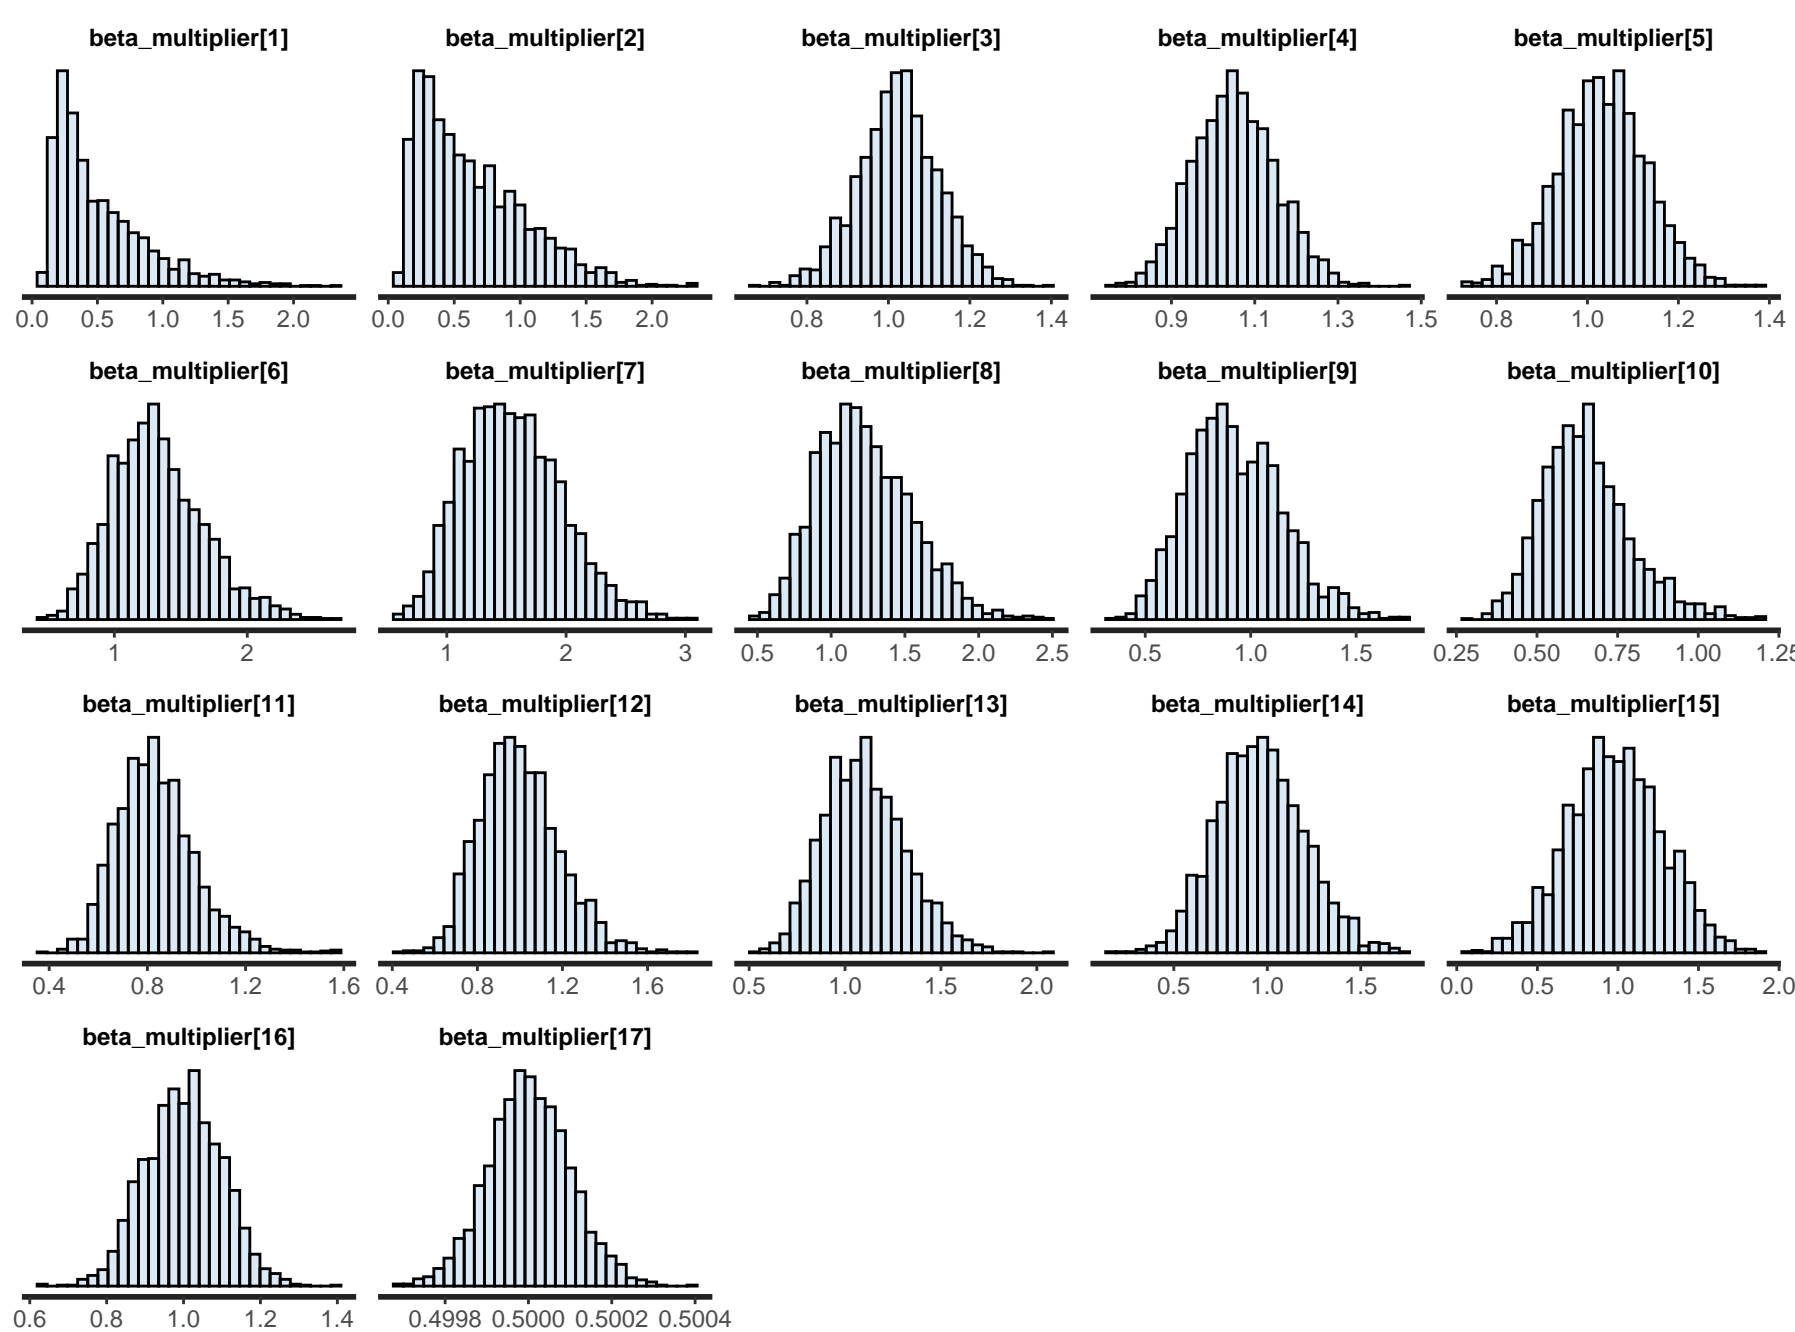 beta_multiplier[1] beta_multiplier[2] beta_multiplier[3] beta_multiplier[4] beta_multiplier[5]
0.0 0.5 1.0 1.5 2.0 0.0 0.5 1.0 1.5 2.0 0.8 1.0 1.2 1.4 0.9 1.1 1.3 1.5 0.8 1.0 1.2 1.4
beta_multiplier[6] beta_multiplier[7] beta_multiplier[8] beta_multiplier[9] beta_multiplier[10]
1 2 1 2 3 0.5 1.0 1.5 2.0 2.5 0.5 1.0 1.5 0.25 0.50 0.75 1.00 1.25
beta_multiplier[11] beta_multiplier[12] beta_multiplier[13] beta_multiplier[14] beta_multiplier[15]
0.4 0.8 1.2 1.6 0.4 0.8 1.2 1.6 0.5 1.0 1.5 2.0 0.5 1.0 1.5 0.0 0.5 1.0 1.5 2.0
beta_multiplier[16] beta_multiplier[17]
0.6 0.8 1.0 1.2 1.4 0.4998 0.5000 0.5002 0.5004